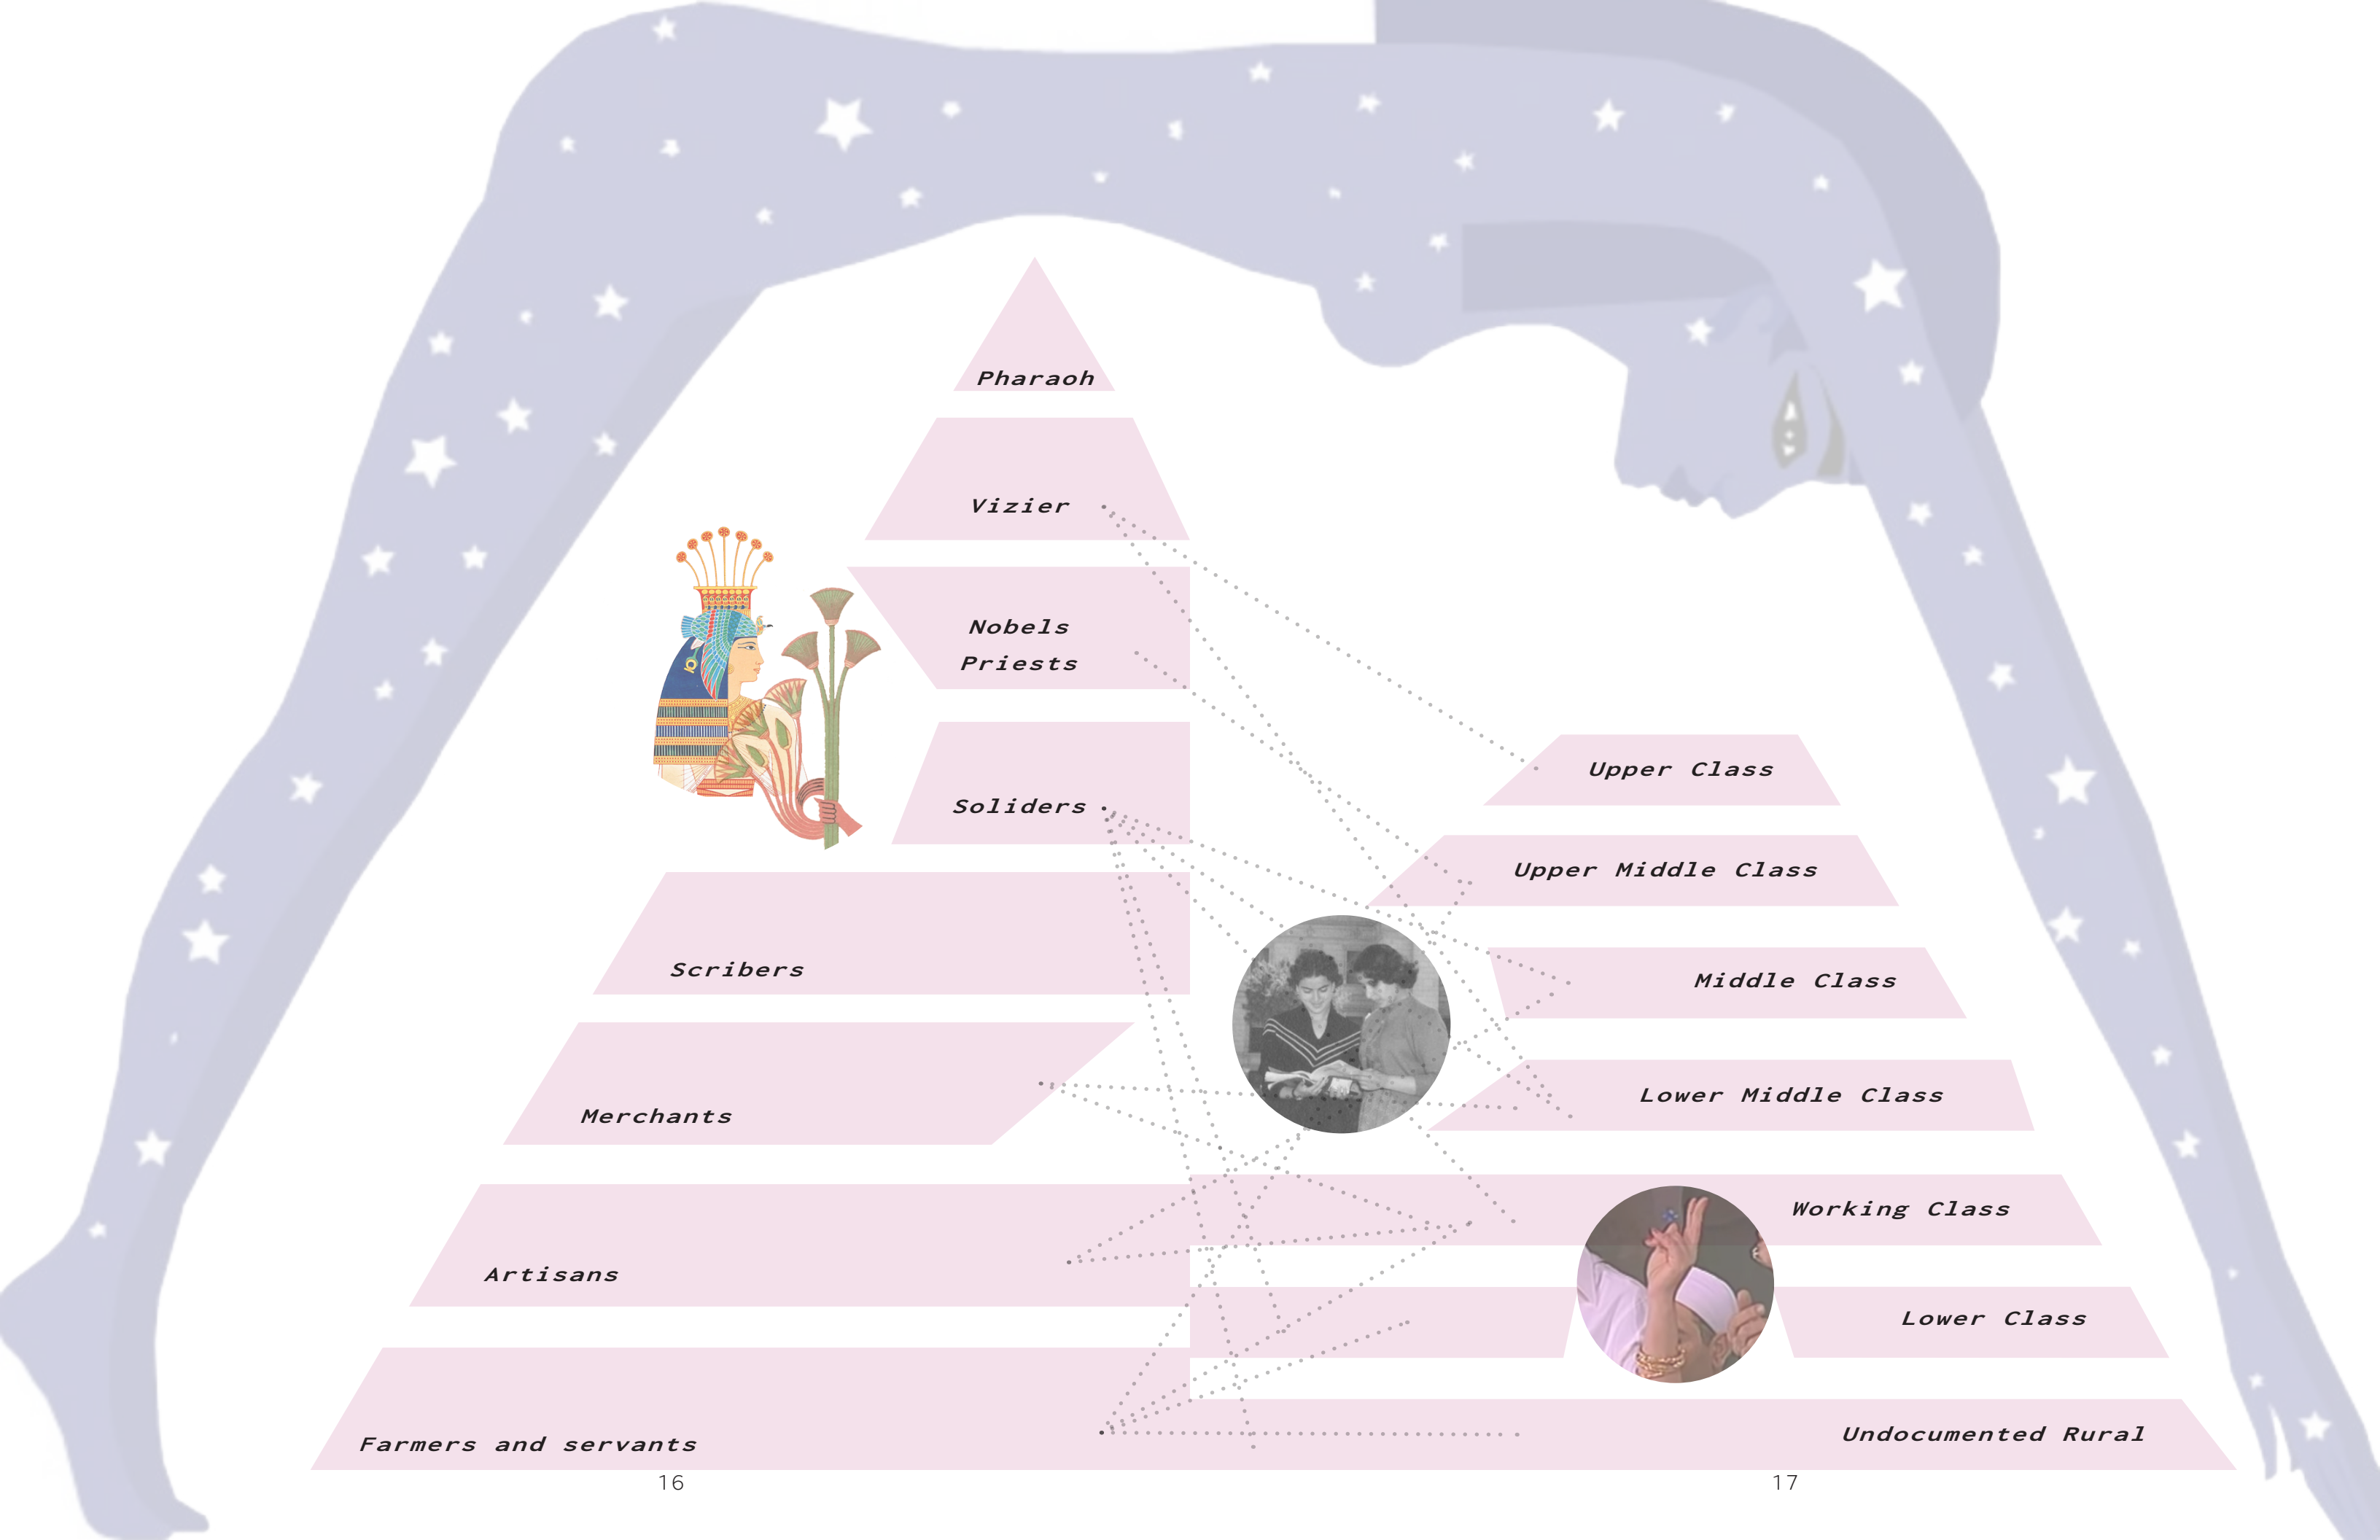 Pharaoh
Vizier
Nobels
Priests
Soliders
Scribers
Merchants
Artisans
Farmers and servants
16
Upper Class
Upper Middle Class
Middle Class
Lower Middle Class
Working Class
Lower Class
Undocumented Rural
17